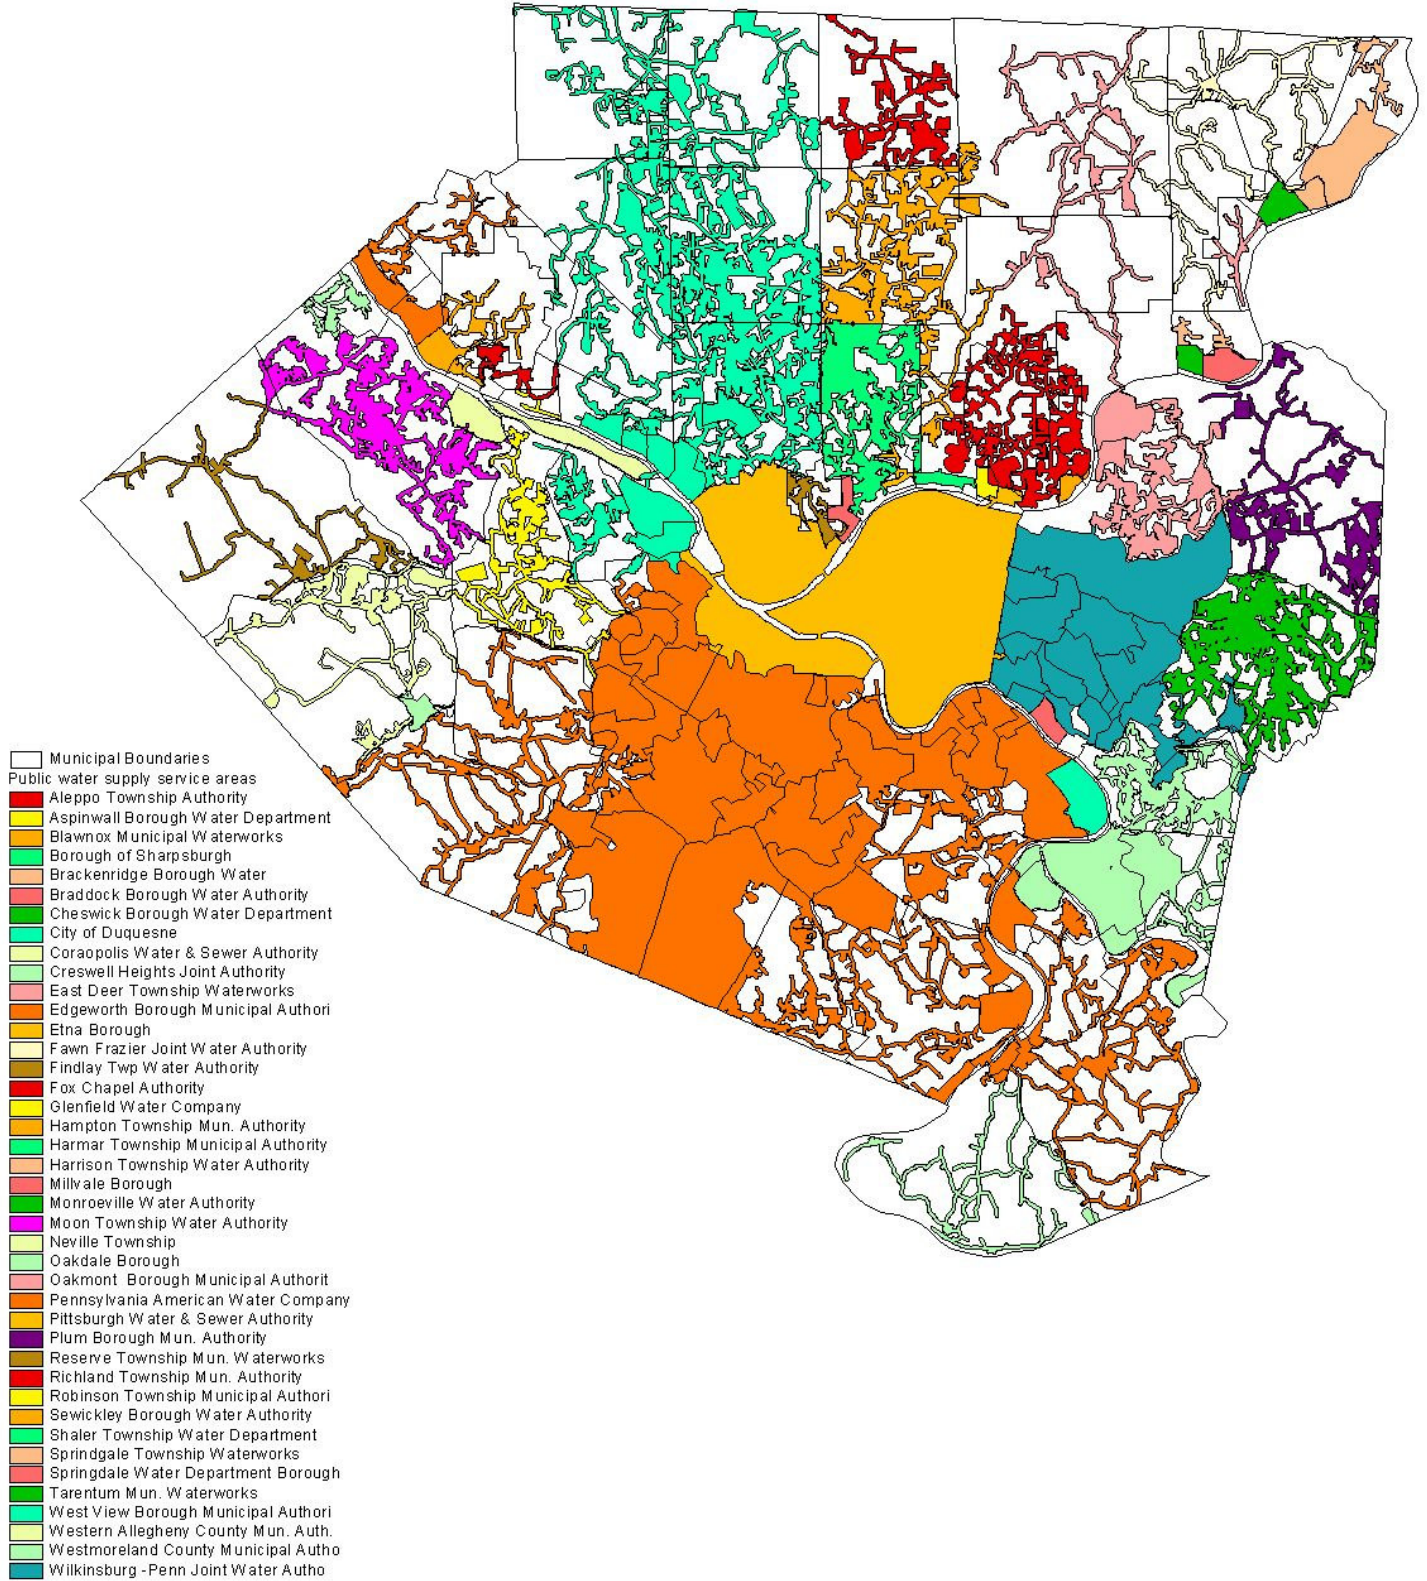 Municipal Boundaries
Public water supply service areas
Aleppo Township Authority
Aspinwall Borough Water Department
Blawnox Municipal Waterworks
Borough of Sharpsburgh
Brackenridge Borough Water
Braddock Borough Water Authority
Cheswick Borough Water Department
City of Duquesne
Coraopolis Water & Sewer Authority
Creswell Heights Joint Authority
East Deer Township Waterworks
Edgeworth Borough Municipal Authori
Etna Borough
Fawn Frazier Joint Water Authority
Findlay Twp Water Authority
Fox Chapel Authority
Glenfield Water Company
Hampton Township Mun. Authority
Harmar Township Municipal Authority
Harrison Township Water Authority
Millvale Borough
Monroeville Water Authority
Moon Township Water Authority
Neville Township
Oakdale Borough
Oakmont Borough Municipal Authorit
Pennsylvania American Water Company
Pittsburgh Water & Sewer Authority
Plum Borough Mun. Authority
Reserve Township Mun. Waterworks
Richland Township Mun. Authority
Robinson Township Municipal Authori
Sewickley Borough Water Authority
Shaler Township Water Department
Sprindgale Township Waterworks
Springdale Water Department Borough
Tarentum Mun. Waterworks
West View Borough Municipal Authori
Western Allegheny County Mun. Auth.
Westmoreland County Municipal Autho
Wilkinsburg -Penn Joint Water Autho